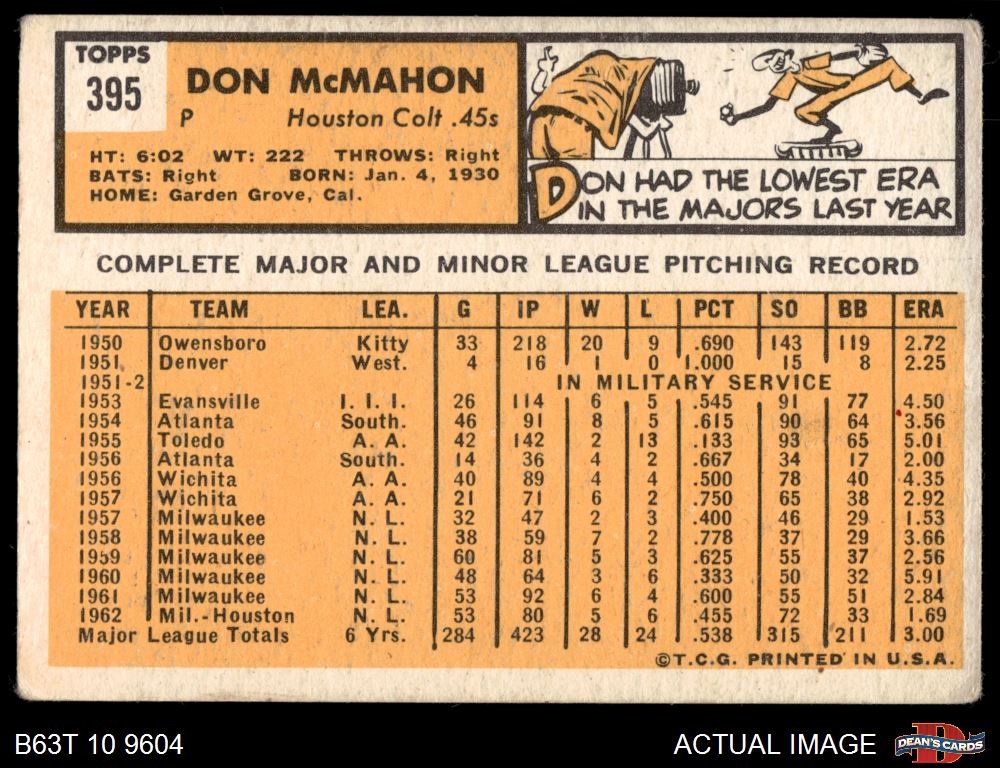 TOPPS
395
DON McMAHON
P Houston Colt .45s
HT: 6:02 WT: 222 THROWS: Right
BATS: Right BORN: Jan. 4, 1930
HOME: Garden Grove, Cal.
DON HAD THE LOWEST ERA
IN THE MAJORS LAST YEAR
COMPLETE MAJOR AND MINOR LEAGUE PITCHING RECORD
YEAR TEAM LEA. G IP W L PCT SO BB ERA
1950 Owensboro Kitty 33 218 20 9 .690 143 119 2.72
1951 Denver West. 4 16 1 0 1.000 15 8 2.25
1951-2 IN MILITARY SERVICE
1953 Evansville I. I. I. 26 114 6 5 .545 91 77 4.50
1954 Atlanta South. 46 91 8 5 .615 90 64 3.56
1955 Toledo A. A. 42 142 2 13 .133 93 65 5.01
1956 Atlanta South. 14 36 4 2 .667 34 17 2.00
1956 Wichita A. A. 40 89 4 4 .500 78 40 4.35
1957 Wichita A. A. 21 71 6 2 .750 65 38 2.92
1957 Milwaukee N. L. 32 47 2 3 .400 46 29 1.53
1958 Milwaukee N. L. 38 59 7 2 .778 37 29 3.66
1959 Milwaukee N. L. 60 81 5 3 .625 55 37 2.56
1960 Milwaukee N. L. 48 64 3 6 .333 50 32 5.91
1961 Milwaukee N. L. 53 92 6 4 .600 55 51 2.84
1962 Mil.-Houston N. L. 53 80 5 6 .455 72 33 1.69
Major League Totals 6 Yrs. 284 423 28 24 .538 315 211 3.00
©T.C.G. PRINTED IN U.S.A.
B63T 10 9604 ACTUAL IMAGE D DEAN'S CARDS